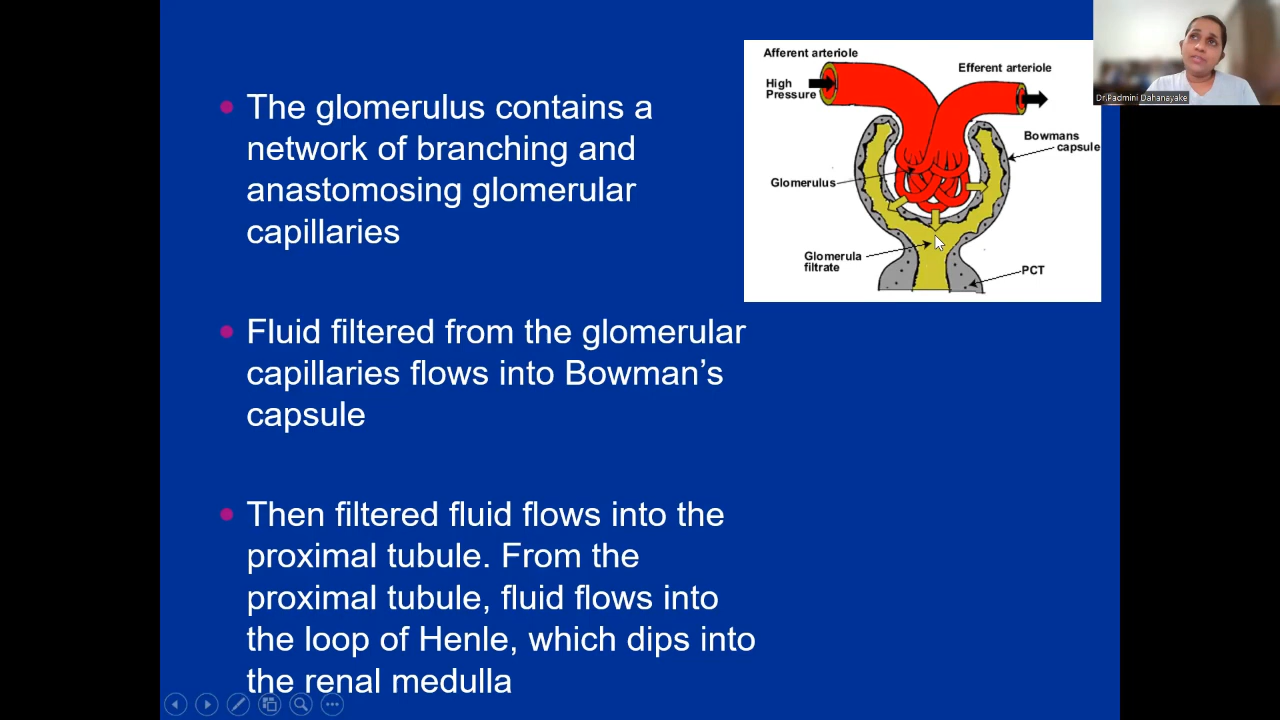 The glomerulus contains a
network of branching and
anastomosing glomerular
capillaries
Fluid filtered from the glomerular
capillaries flows into Bowman’s
capsule
Then filtered fluid flows into the
proximal tubule. From the
proximal tubule, fluid flows into
the loop of Henle, which dips into
the renal medulla
Afferent arteriole
Efferent arteriole
High
Pressure
Bowmans
capsule
Glomerulus
Glomerula
filtrate
PCT
Dr.Padmini Dahanayake